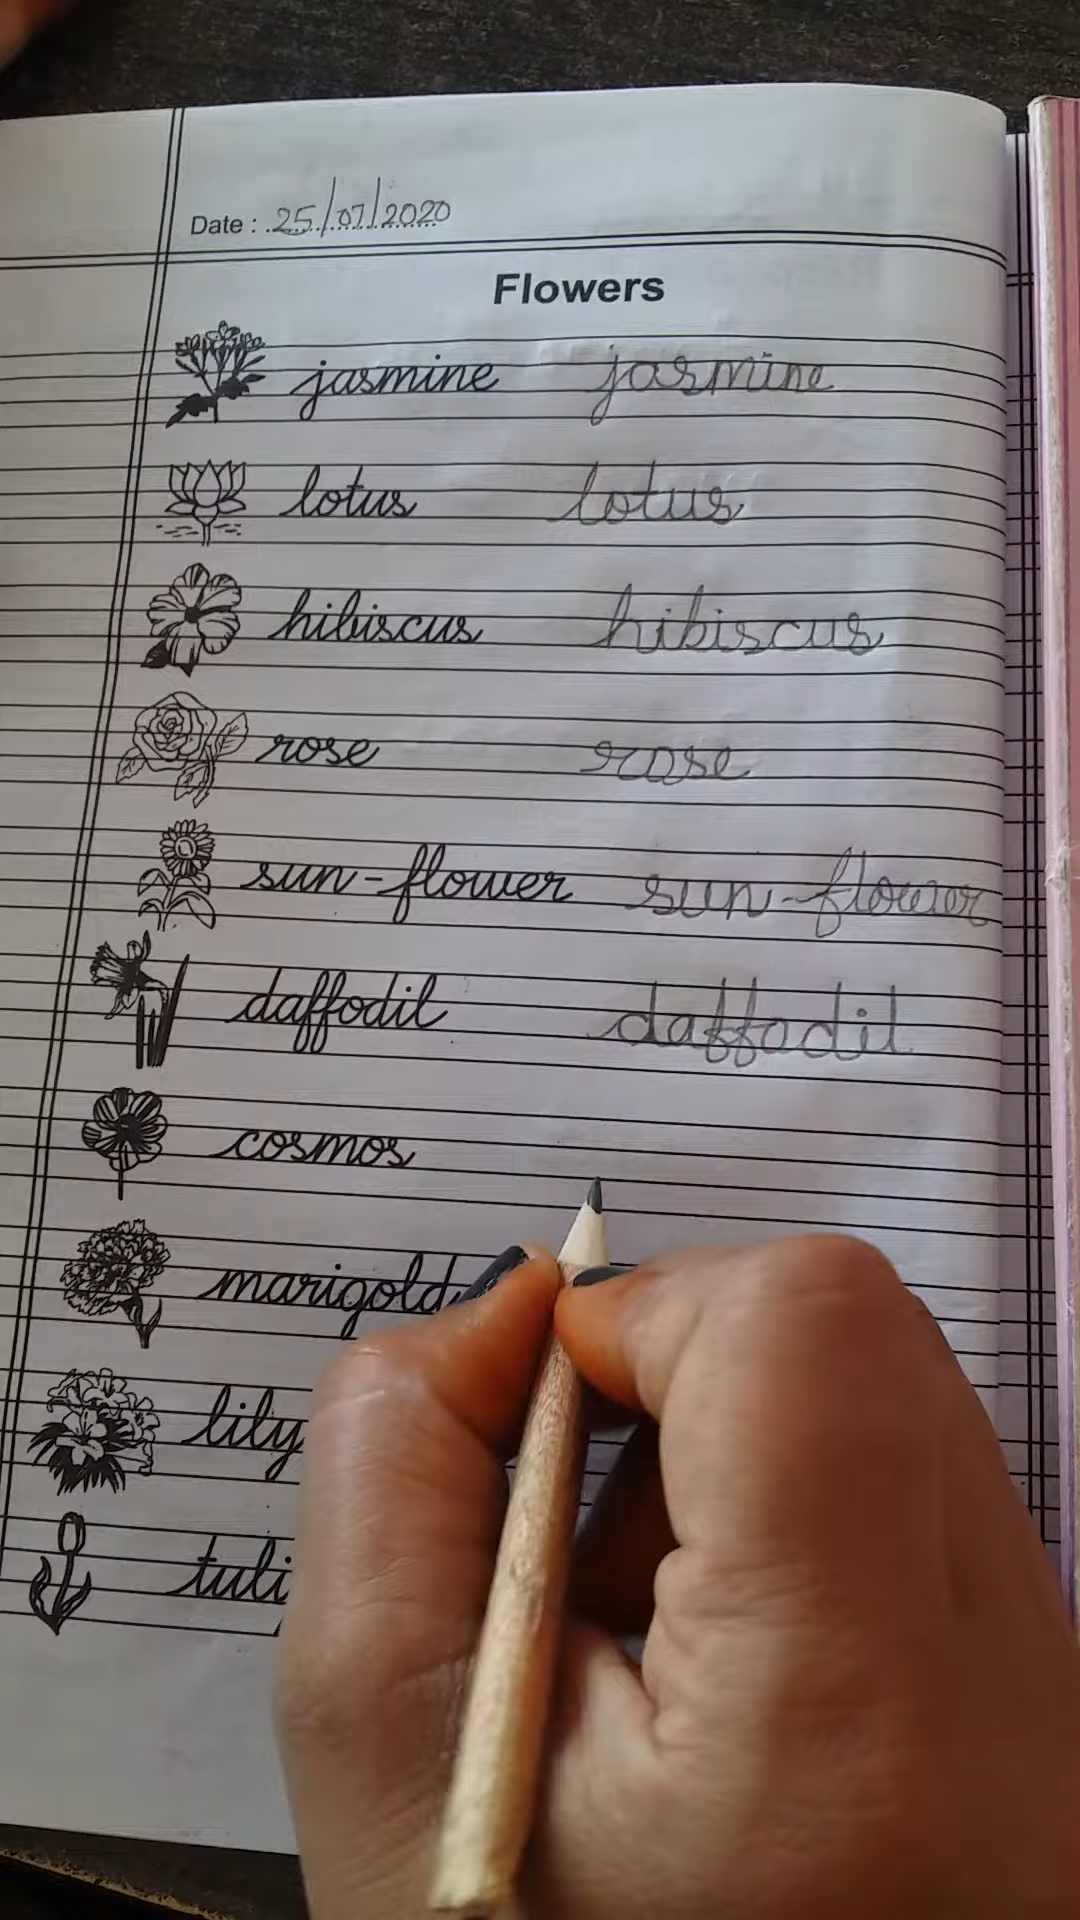 Date : 25/07/2020
Flowers
jasmine jasmine
lotus lotus
hibiscus hibiscus
rose rose
sun-flower sun-flower
daffodil daffodil
cosmos
marigold
lily
tuli